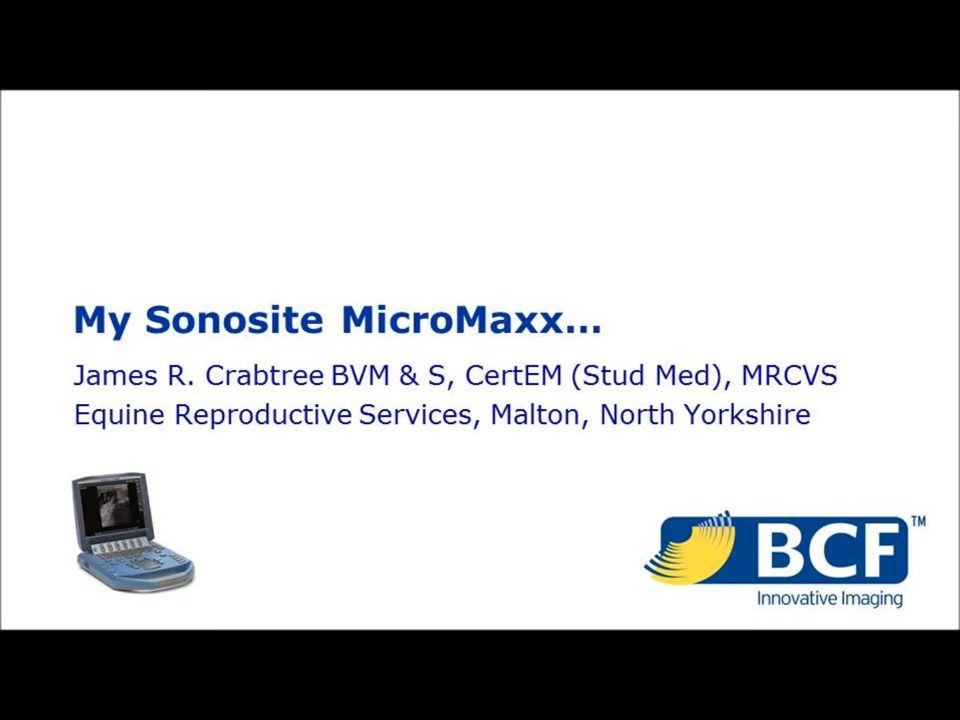 My Sonosite MicroMaxx...
James R. Crabtree BVM & S, CertEM (Stud Med), MRCVS
Equine Reproductive Services, Malton, North Yorkshire
BCF™
Innovative Imaging